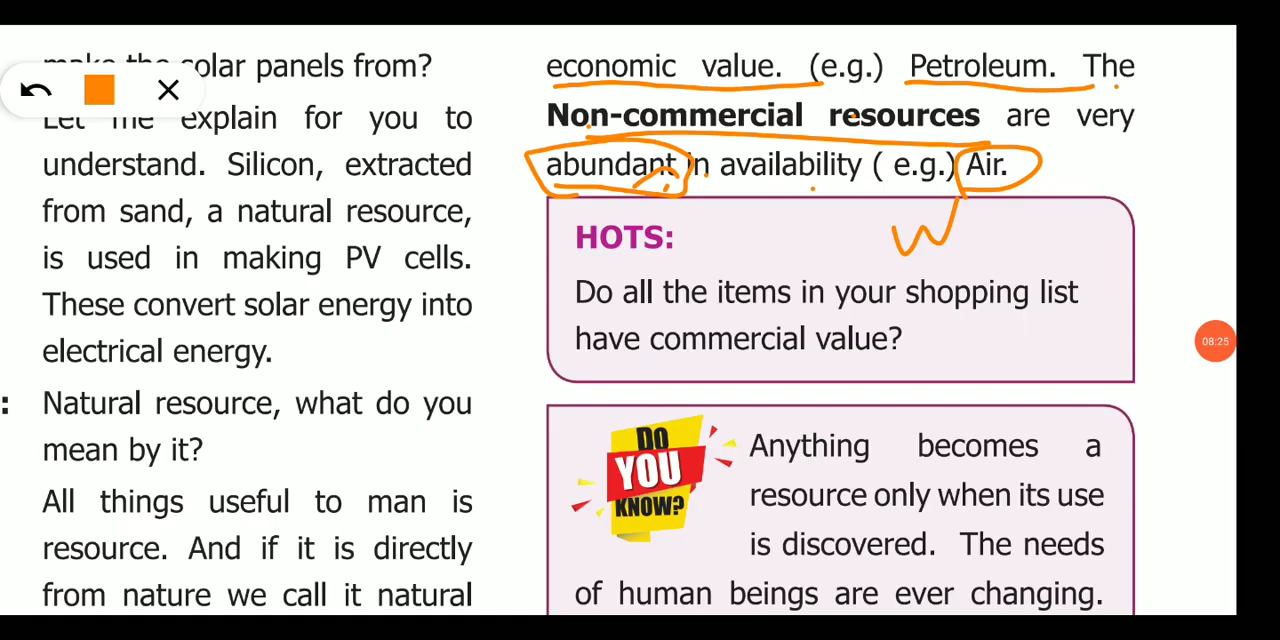 make the solar panels from?
Let me explain for you to
understand. Silicon, extracted
from sand, a natural resource,
is used in making PV cells.
These convert solar energy into
electrical energy.
: Natural resource, what do you
mean by it?
All things useful to man is
resource. And if it is directly
from nature we call it natural
economic value. (e.g.) Petroleum. The
Non-commercial resources are very
abundant in availability ( e.g.) Air.
HOTS:
Do all the items in your shopping list
have commercial value?
DO
YOU
KNOW?
Anything becomes a
resource only when its use
is discovered. The needs
of human beings are ever changing.
08:25